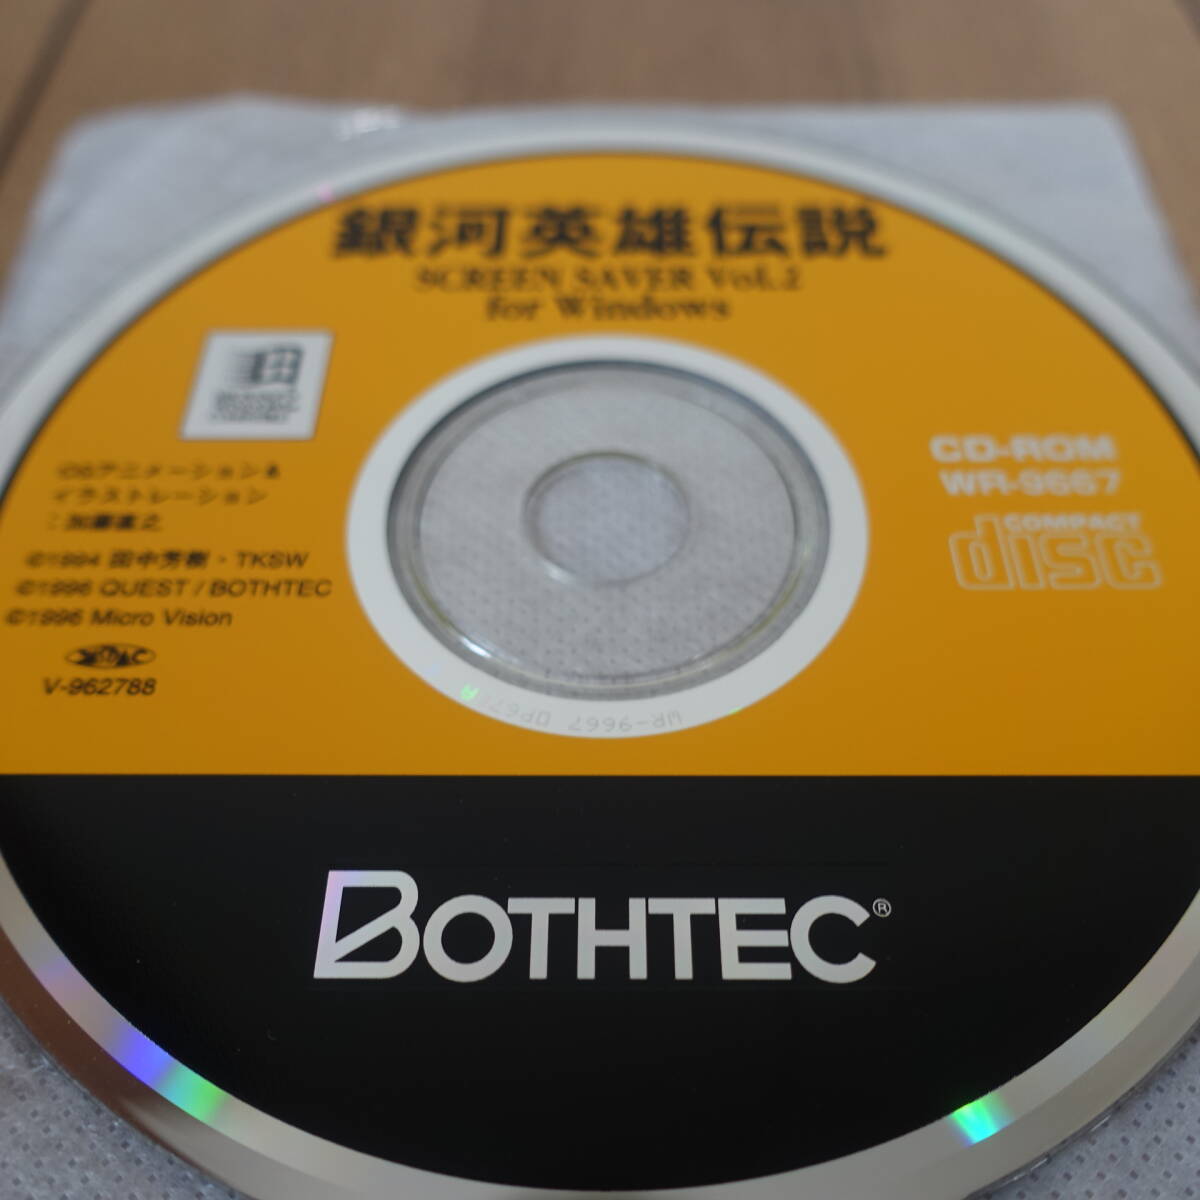 銀河英雄伝説
SCREEN SAVER Vol.2
for Windows
CGアニメーション&
イラストレーション
:加藤直之
©1994 田中芳樹・TKSW
©1996 QUEST / BOTHTEC
©1996 Micro Vision
V-962788
CD-ROM
WR-9667
COMPACT
disc
WR-9667
BOTHTEC®